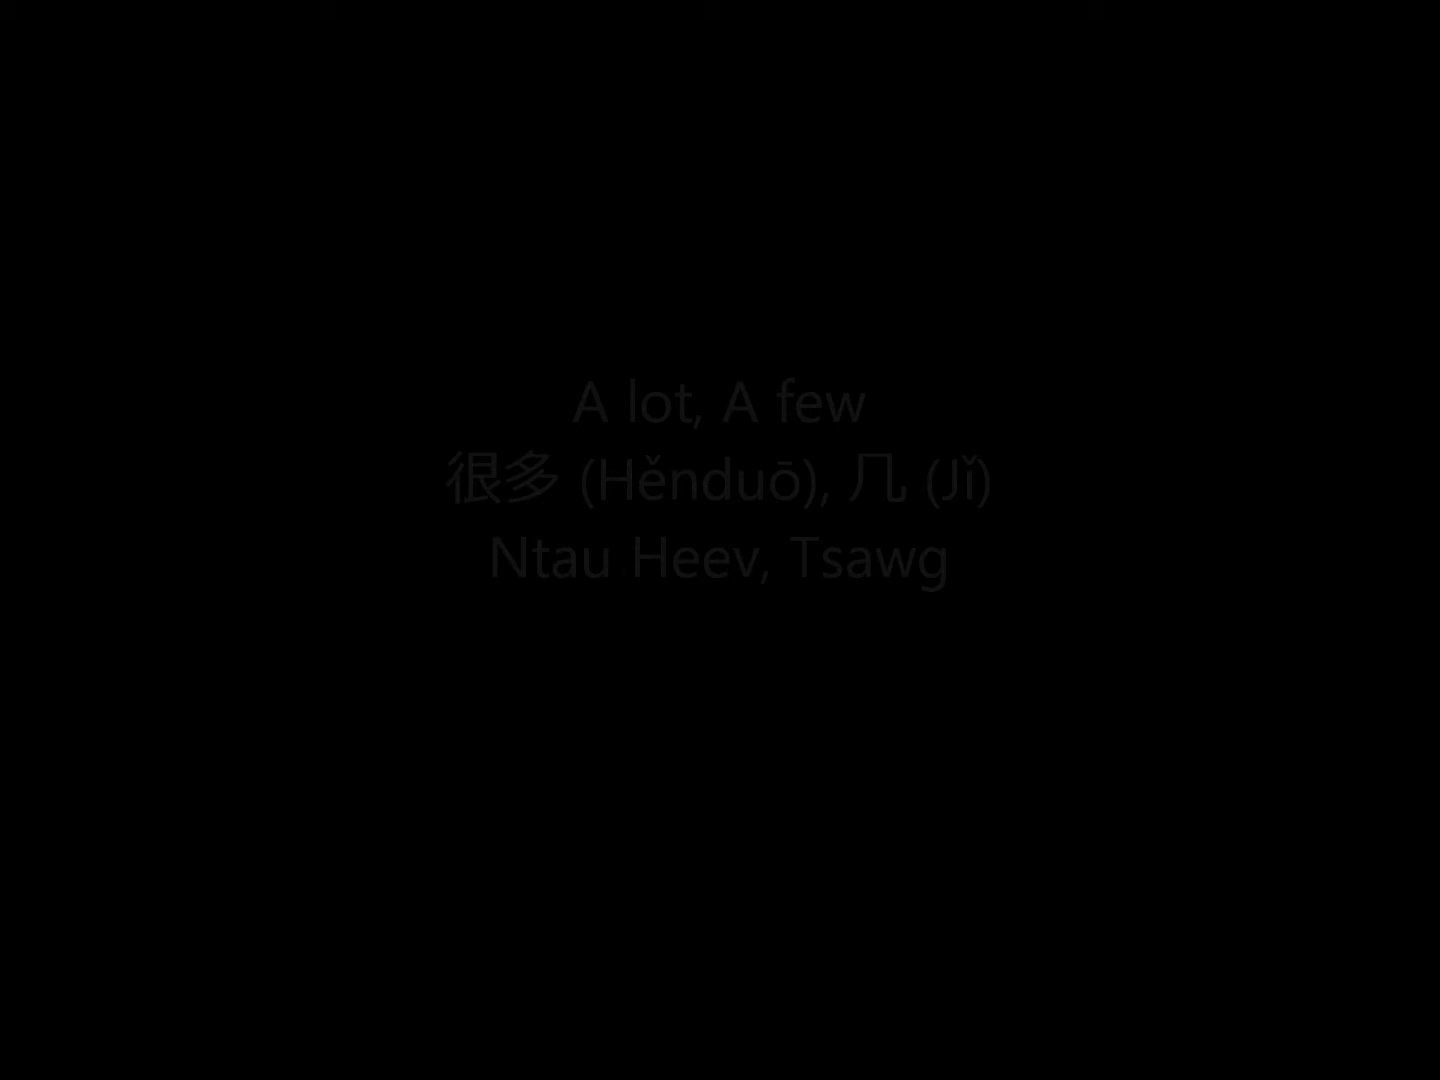 A lot, A few
很多 (Hěnduō), 几 (Jǐ)
Ntau Heev, Tsawg